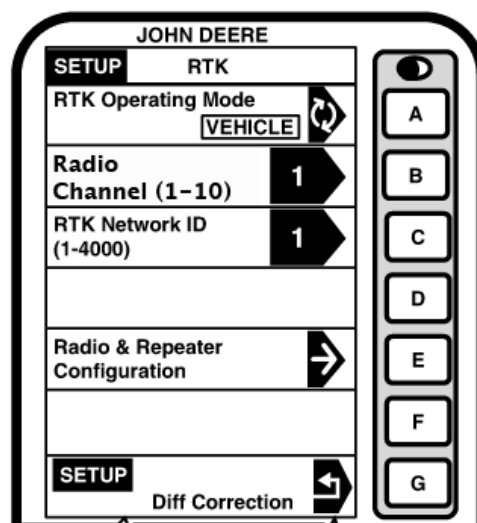 JOHN DEERE
SETUP RTK
RTK Operating Mode
VEHICLE
A
Radio
Channel (1-10)
1
B
RTK Network ID
(1-4000)
1
C
D
Radio & Repeater
Configuration
E
F
SETUP
Diff Correction
G